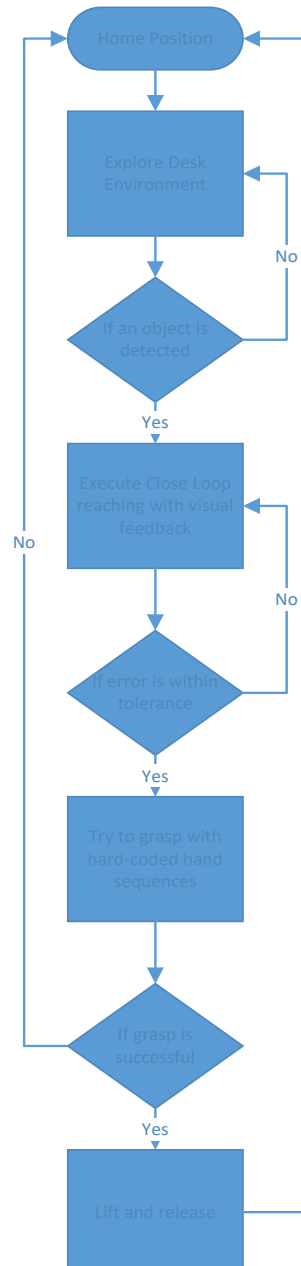 Home Position
Explore Desk
Environment
No
If an object is
detected
Yes
Execute Close Loop
reaching with visual
feedback
No
No
If error is within
tolerance
Yes
Try to grasp with
hard-coded hand
sequences
If grasp is
successful
Yes
Lift and release